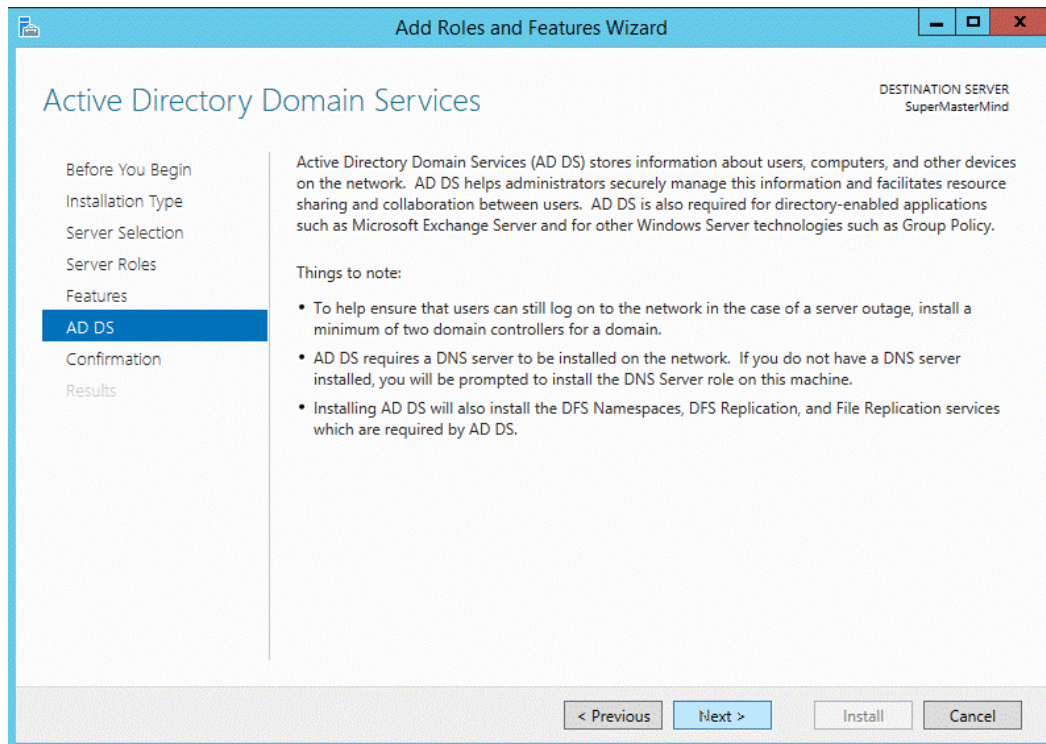 Add Roles and Features Wizard
Active Directory Domain Services
DESTINATION SERVER
SuperMasterMind
Before You Begin
Installation Type
Server Selection
Server Roles
Features
AD DS
Confirmation
Results
Active Directory Domain Services (AD DS) stores information about users, computers, and other devices
on the network. AD DS helps administrators securely manage this information and facilitates resource
sharing and collaboration between users. AD DS is also required for directory-enabled applications
such as Microsoft Exchange Server and for other Windows Server technologies such as Group Policy.
Things to note:
• To help ensure that users can still log on to the network in the case of a server outage, install a
minimum of two domain controllers for a domain.
• AD DS requires a DNS server to be installed on the network. If you do not have a DNS server
installed, you will be prompted to install the DNS Server role on this machine.
• Installing AD DS will also install the DFS Namespaces, DFS Replication, and File Replication services
which are required by AD DS.
< Previous
Next >
Install
Cancel